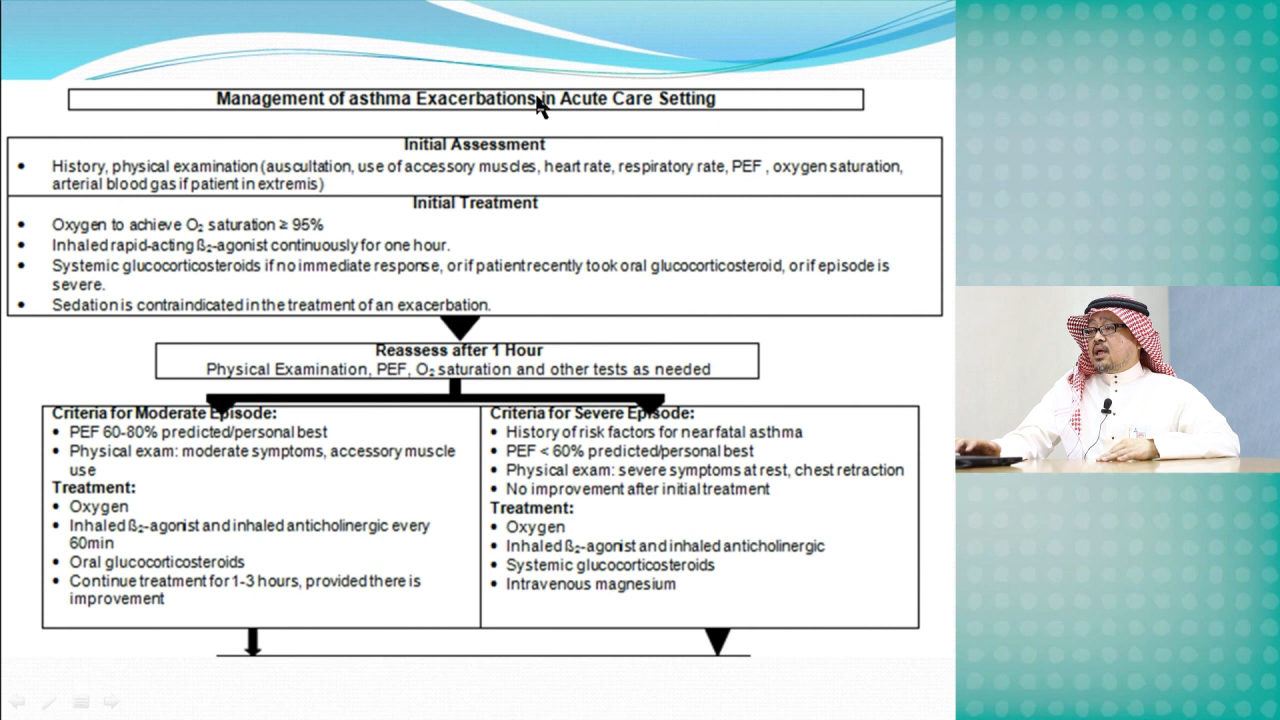 Management of asthma Exacerbations in Acute Care Setting
Initial Assessment
• History, physical examination (auscultation, use of accessory muscles, heart rate, respiratory rate, PEF , oxygen saturation,
arterial blood gas if patient in extremis)
Initial Treatment
• Oxygen to achieve O₂ saturation ≥ 95%
• Inhaled rapid-acting ß₂-agonist continuously for one hour.
• Systemic glucocorticosteroids if no immediate response, or if patient recently took oral glucocorticosteroid, or if episode is
severe.
• Sedation is contraindicated in the treatment of an exacerbation.
Reassess after 1 Hour
Physical Examination, PEF, O₂ saturation and other tests as needed
Criteria for Moderate Episode:
• PEF 60-80% predicted/personal best
• Physical exam: moderate symptoms, accessory muscle
use
Treatment:
• Oxygen
• Inhaled ß₂-agonist and inhaled anticholinergic every
60min
• Oral glucocorticosteroids
• Continue treatment for 1-3 hours, provided there is
improvement
Criteria for Severe Episode:
• History of risk factors for near fatal asthma
• PEF < 60% predicted/personal best
• Physical exam: severe symptoms at rest, chest retraction
• No improvement after initial treatment
Treatment:
• Oxygen
• Inhaled ß₂-agonist and inhaled anticholinergic
• Systemic glucocorticosteroids
• Intravenous magnesium